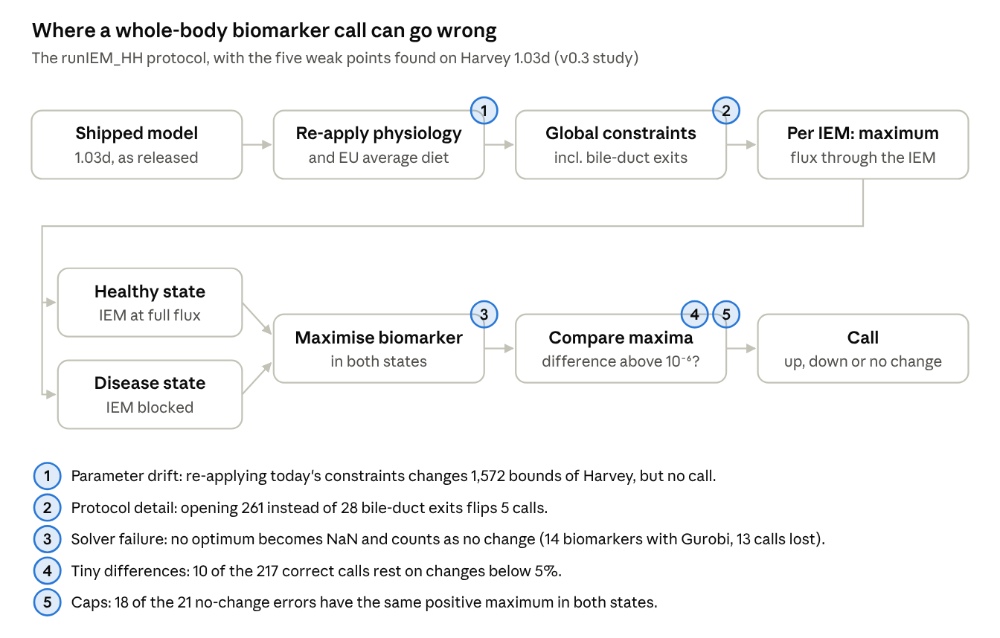 Where a whole-body biomarker call can go wrong
The runIEM_HH protocol, with the five weak points found on Harvey 1.03d (v0.3 study)
1
2
Shipped model
1.03d, as released
Re-apply physiology
and EU average diet
Global constraints
incl. bile-duct exits
Per IEM: maximum
flux through the IEM
Healthy state
IEM at full flux
Disease state
IEM blocked
3
Maximise biomarker
in both states
4
5
Compare maxima
difference above 10⁻⁶?
Call
up, down or no change
1 Parameter drift: re-applying today's constraints changes 1,572 bounds of Harvey, but no call.
2 Protocol detail: opening 261 instead of 28 bile-duct exits flips 5 calls.
3 Solver failure: no optimum becomes NaN and counts as no change (14 biomarkers with Gurobi, 13 calls lost).
4 Tiny differences: 10 of the 217 correct calls rest on changes below 5%.
5 Caps: 18 of the 21 no-change errors have the same positive maximum in both states.